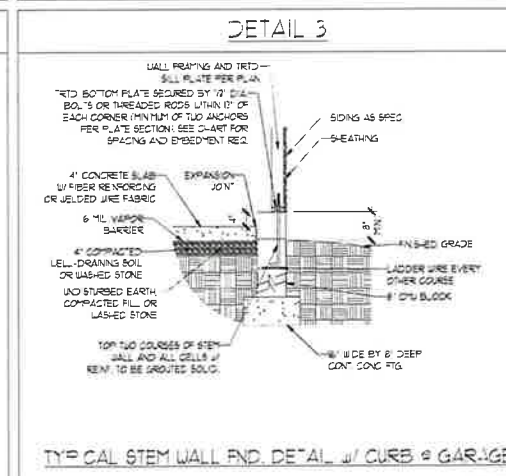 DETAIL 3
WALL FRAMING AND TRTD
SILL PLATE PER PLAN
TRTD BOTTOM PLATE SECURED BY 1/2" DIA
BOLTS OR THREADED RODS WITHIN 12" OF
EACH CORNER (MINIMUM OF TWO ANCHORS
PER PLATE SECTION) SEE CHART FOR
SPACING AND EMBEDMENT REQ.
SIDING AS SPEC
SHEATHING
4" CONCRETE SLAB
W/ FIBER REINFORCING
OR WELDED WIRE FABRIC
EXPANSION
JOINT
4"
8"
MIN.
6 MIL VAPOR
BARRIER
FINISHED GRADE
4" COMPACTED
WELL-DRAINING SOIL
OR WASHED STONE
LADDER WIRE EVERY
OTHER COURSE
8" CMU BLOCK
UNDISTURBED EARTH,
COMPACTED FILL OR
WASHED STONE
TOP TWO COURSES OF STEM
WALL AND ALL CELLS W/
REINF. TO BE GROUTED SOLID.
16" WIDE BY 8" DEEP
CONT. CONC FTG.
TYPICAL STEM WALL FND. DETAIL W/ CURB @ GARAGE